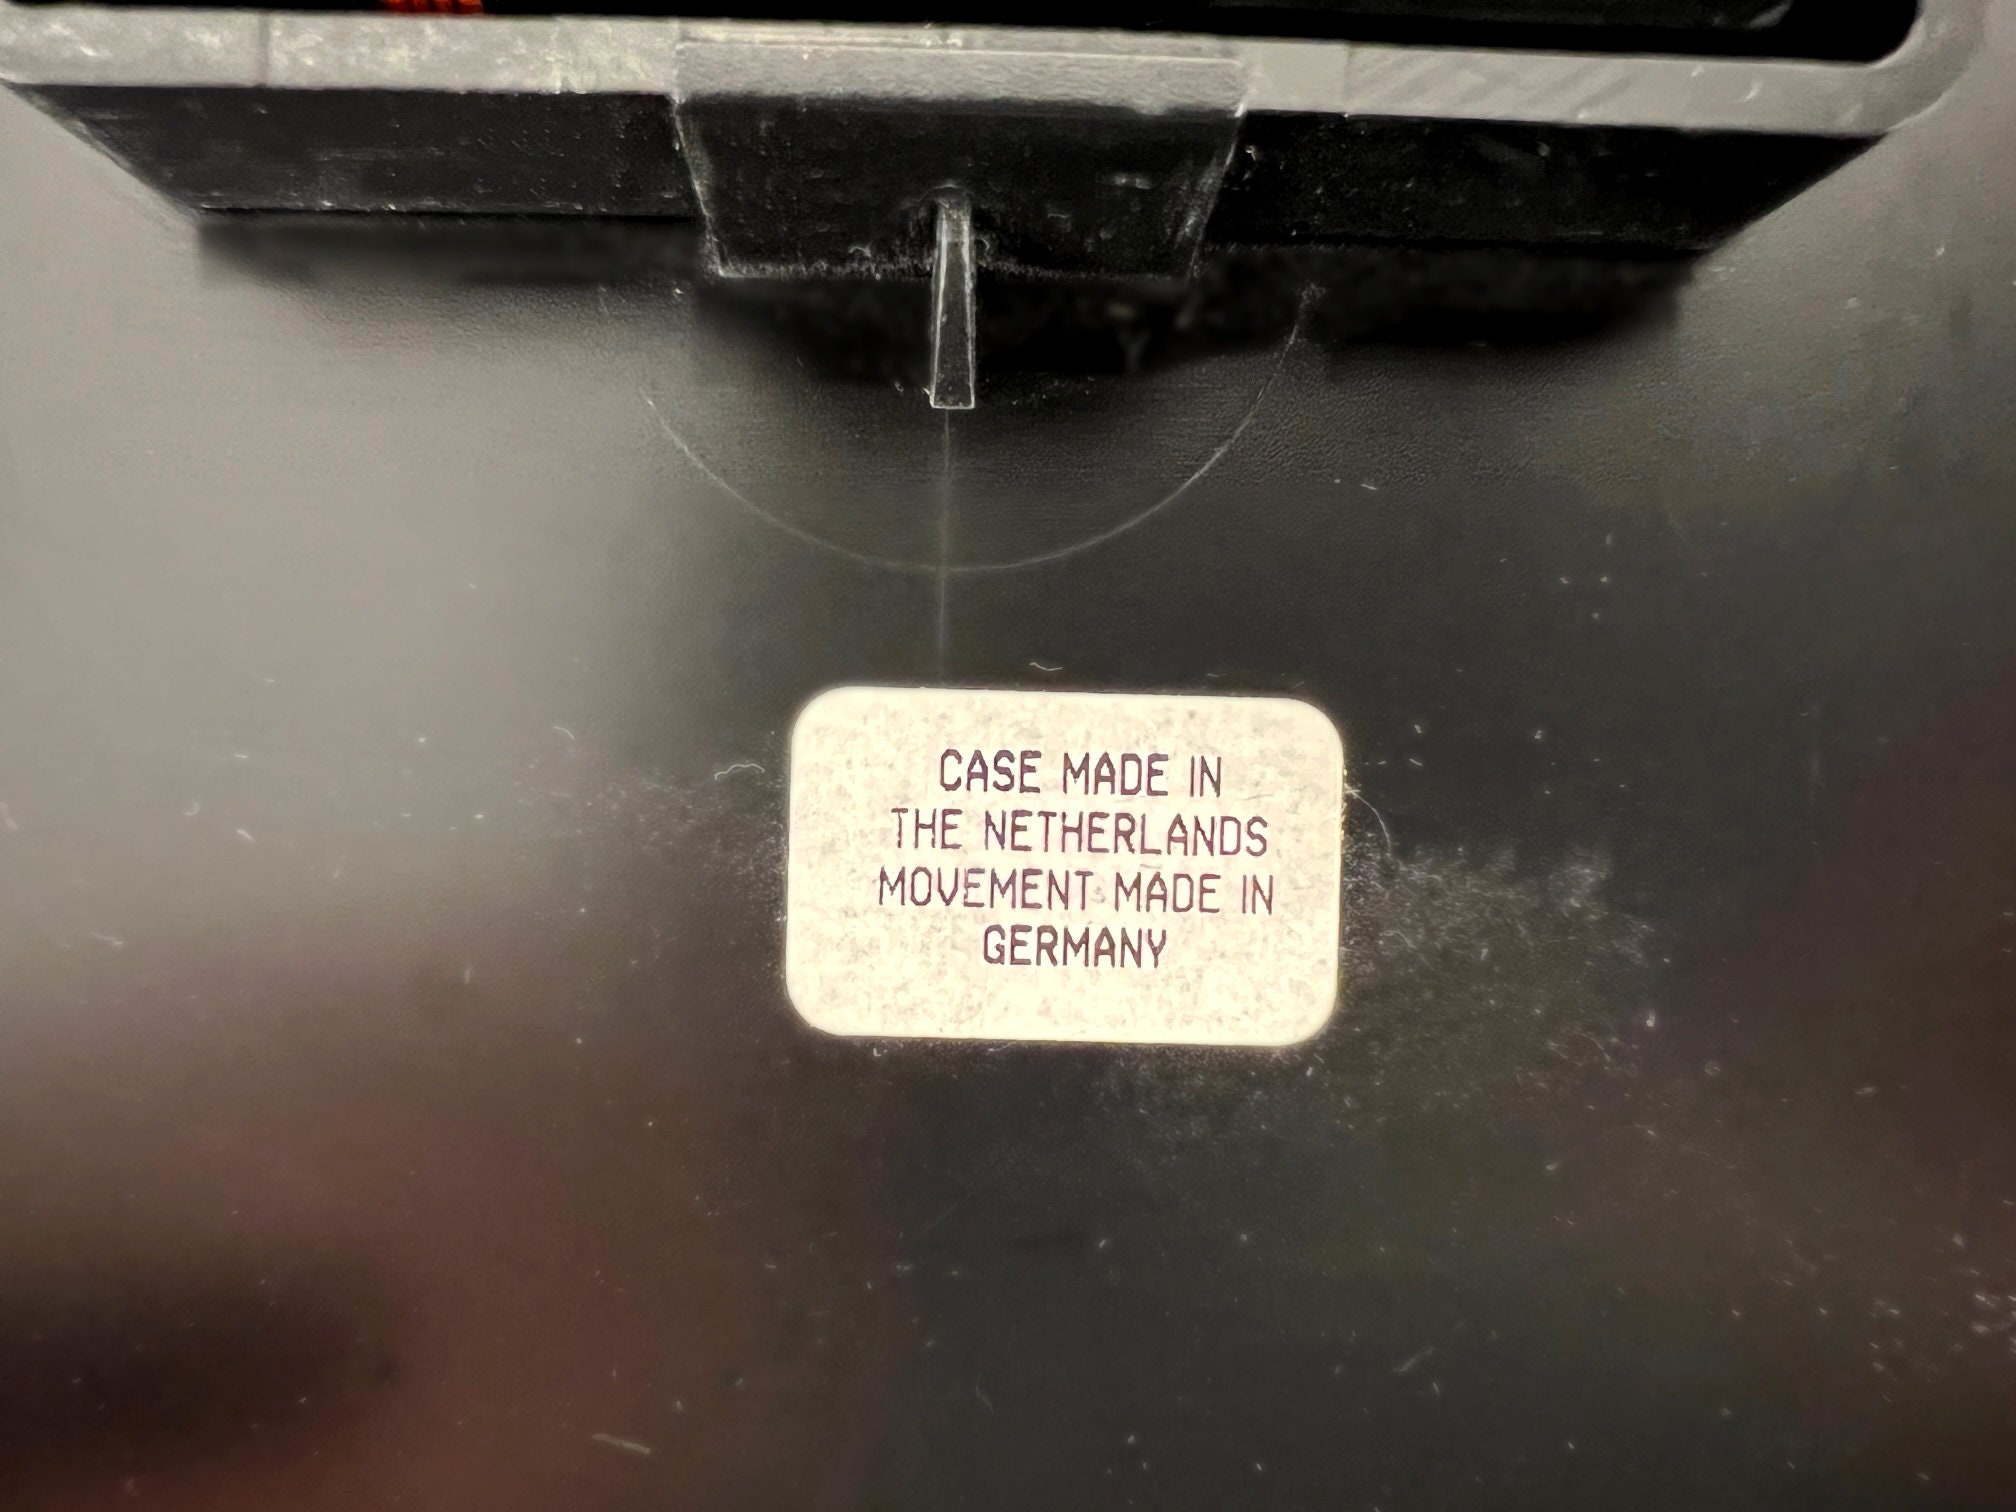 CASE MADE IN
THE NETHERLANDS
MOVEMENT MADE IN
GERMANY